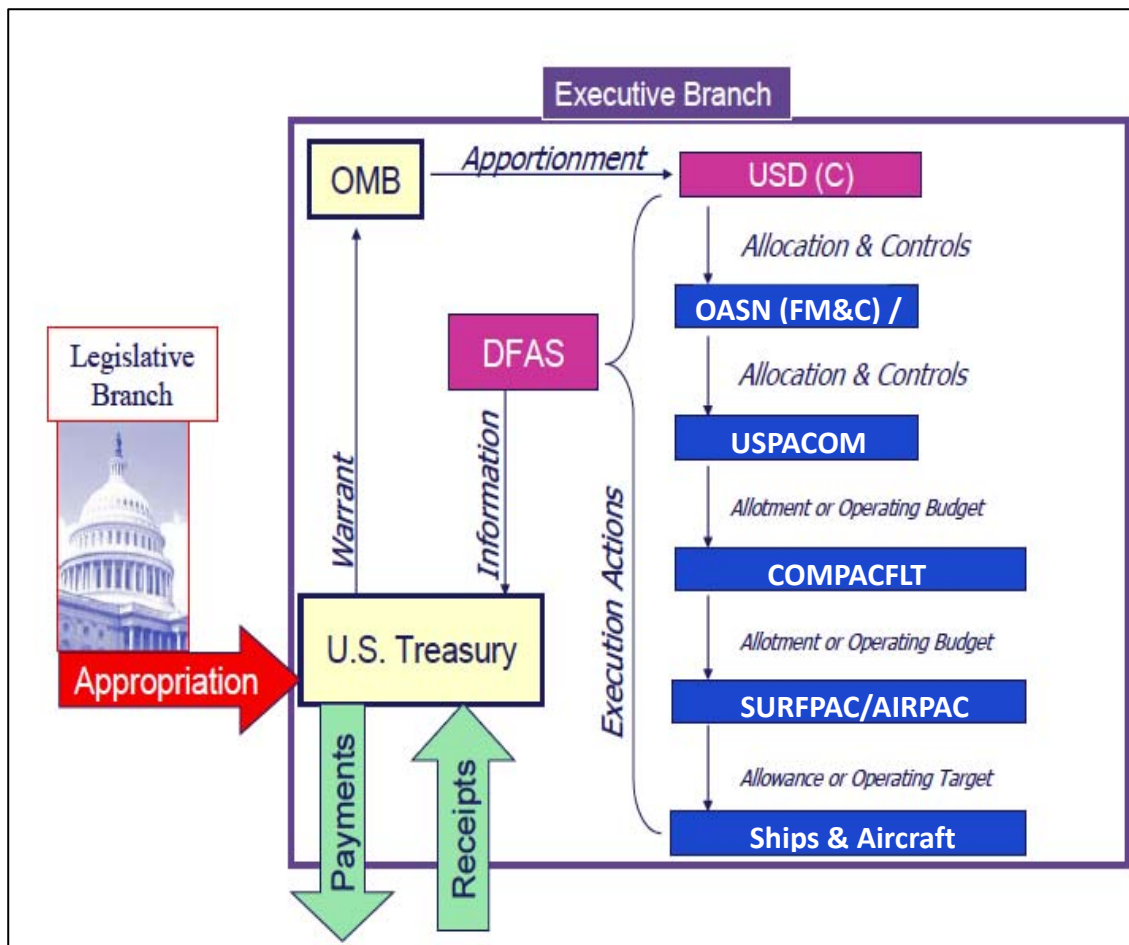 Executive Branch
OMB
Apportionment
USD (C)
Allocation & Controls
OASN (FM&C) /
DFAS
Allocation & Controls
Legislative
Branch
USPACOM
Warrant
Information
Allotment or Operating Budget
Execution Actions
COMPACFLT
U.S. Treasury
Allotment or Operating Budget
Appropriation
SURFPAC/AIRPAC
Allowance or Operating Target
Payments
Receipts
Ships & Aircraft